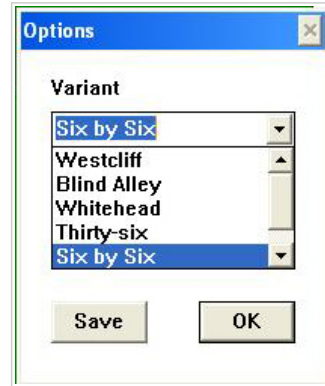 Options
Variant
Six by Six
Westcliff
Blind Alley
Whitehead
Thirty-six
Six by Six
Save OK